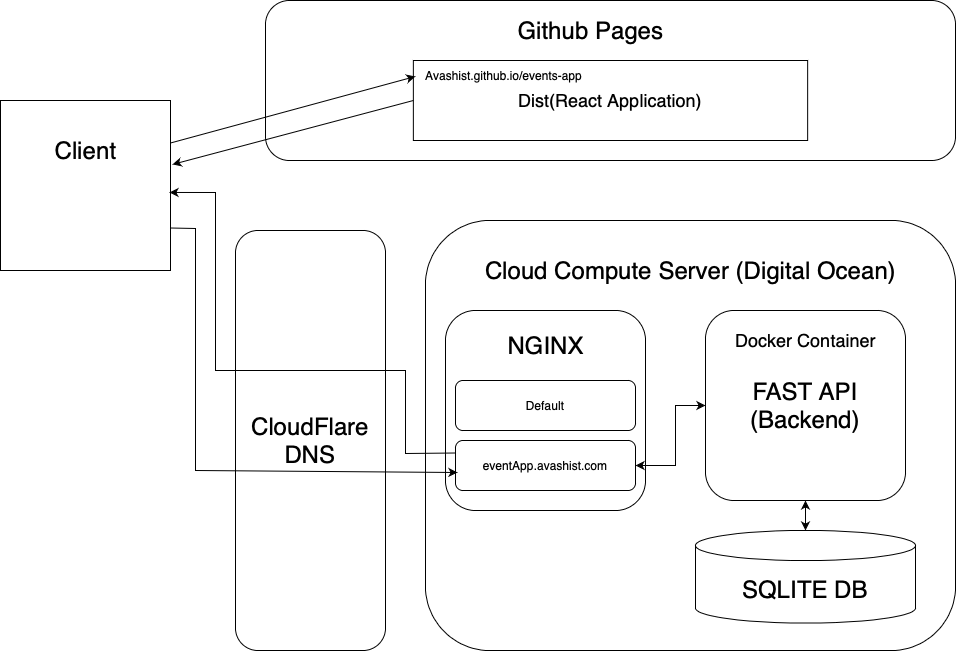 Github Pages
Avashist.github.io/events-app
Dist(React Application)
Client
Cloud Compute Server (Digital Ocean)
NGINX
Default
eventApp.avashist.com
Docker Container
FAST API
(Backend)
CloudFlare
DNS
SQLITE DB